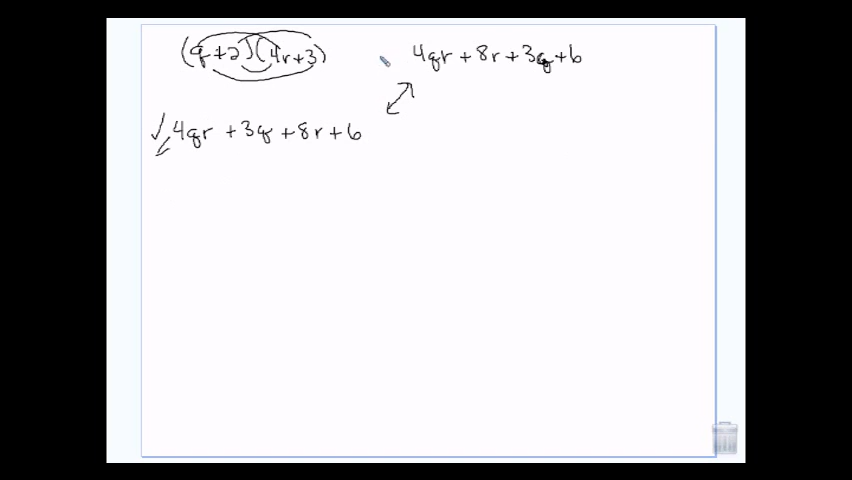 (q+2)(4r+3)
4qr + 8r + 3q + 6
4qr + 3q + 8r + 6